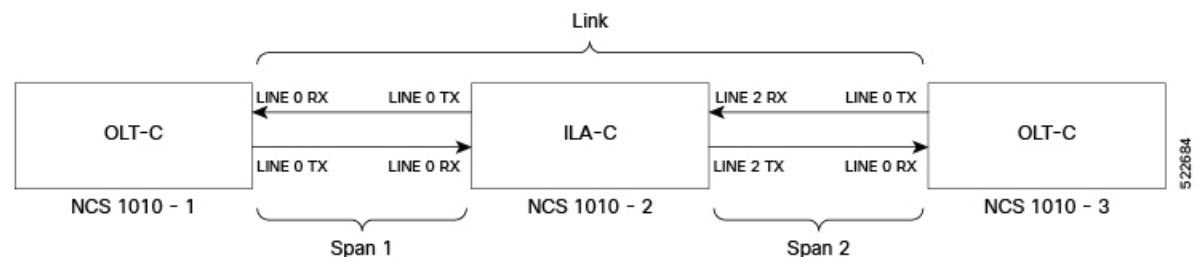 Link
LINE 0 RX LINE 0 TX LINE 2 RX LINE 0 TX
OLT-C ILA-C OLT-C
LINE 0 TX LINE 0 RX LINE 2 TX LINE 0 RX
NCS 1010 - 1 NCS 1010 - 2 NCS 1010 - 3
Span 1 Span 2
522684